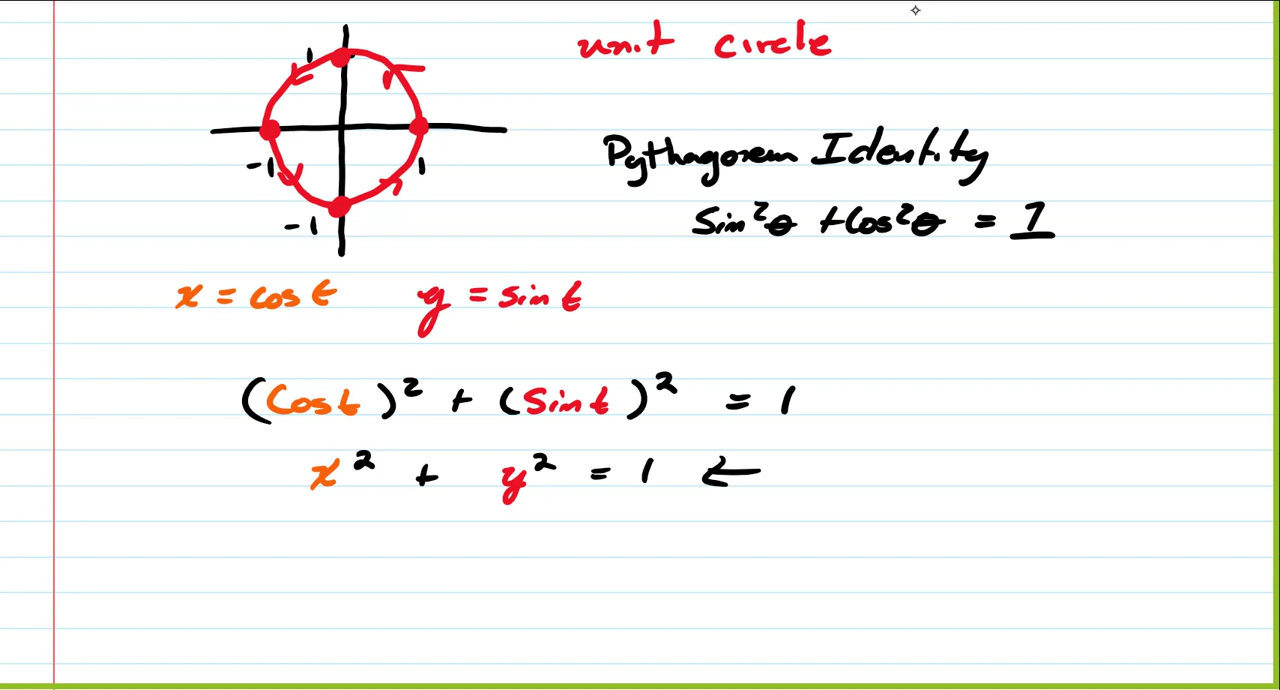 unit circle
1
-1
1
-1
Pythagorem Identity
Sin²θ + Cos²θ = 1
x = cos t y = sin t
(Cos t)² + (Sin t)² = 1
x² + y² = 1 ←